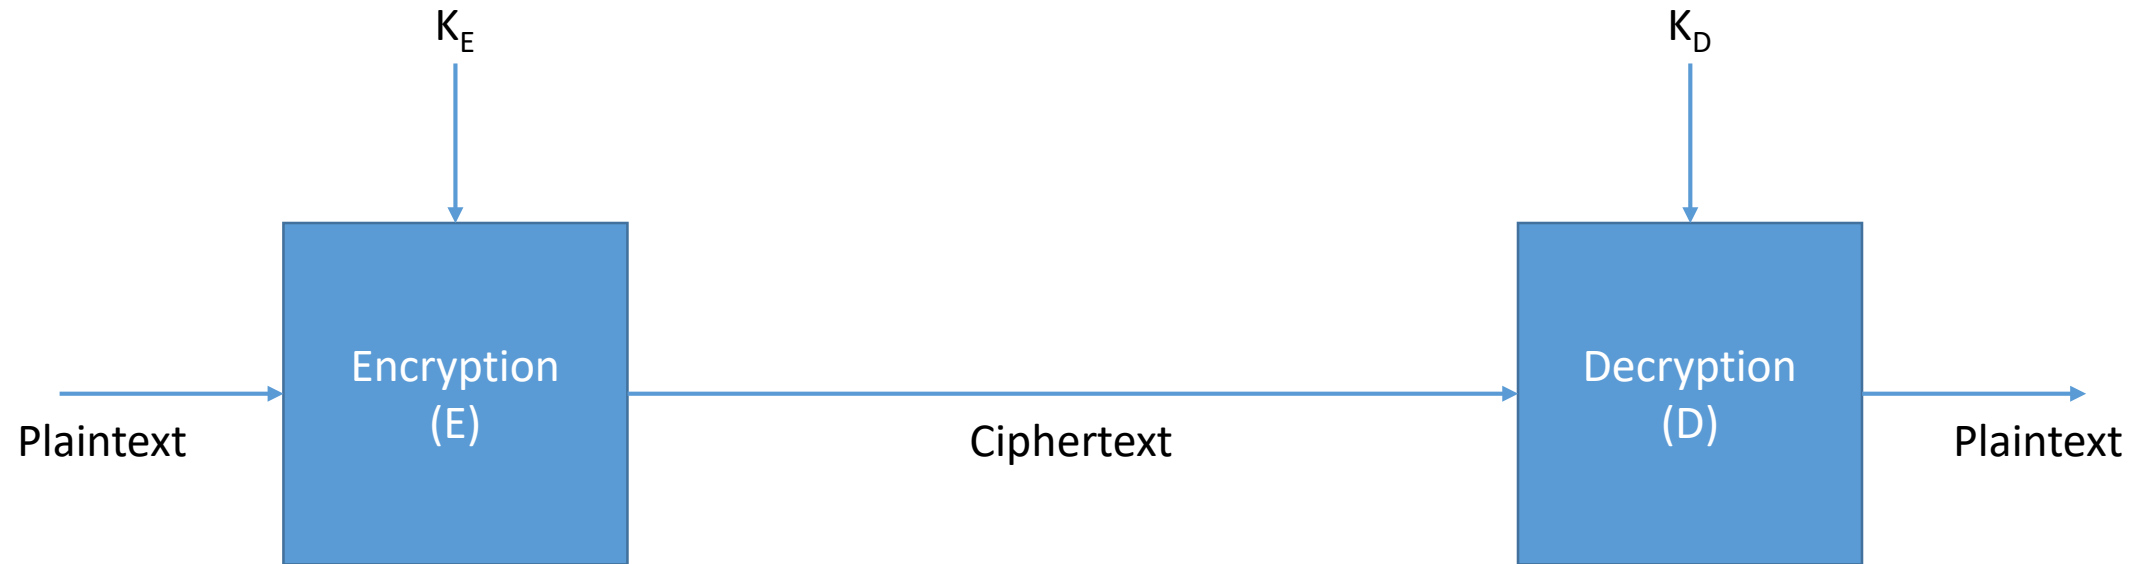 K_E
K_D
Encryption
(E)
Decryption
(D)
Plaintext
Ciphertext
Plaintext